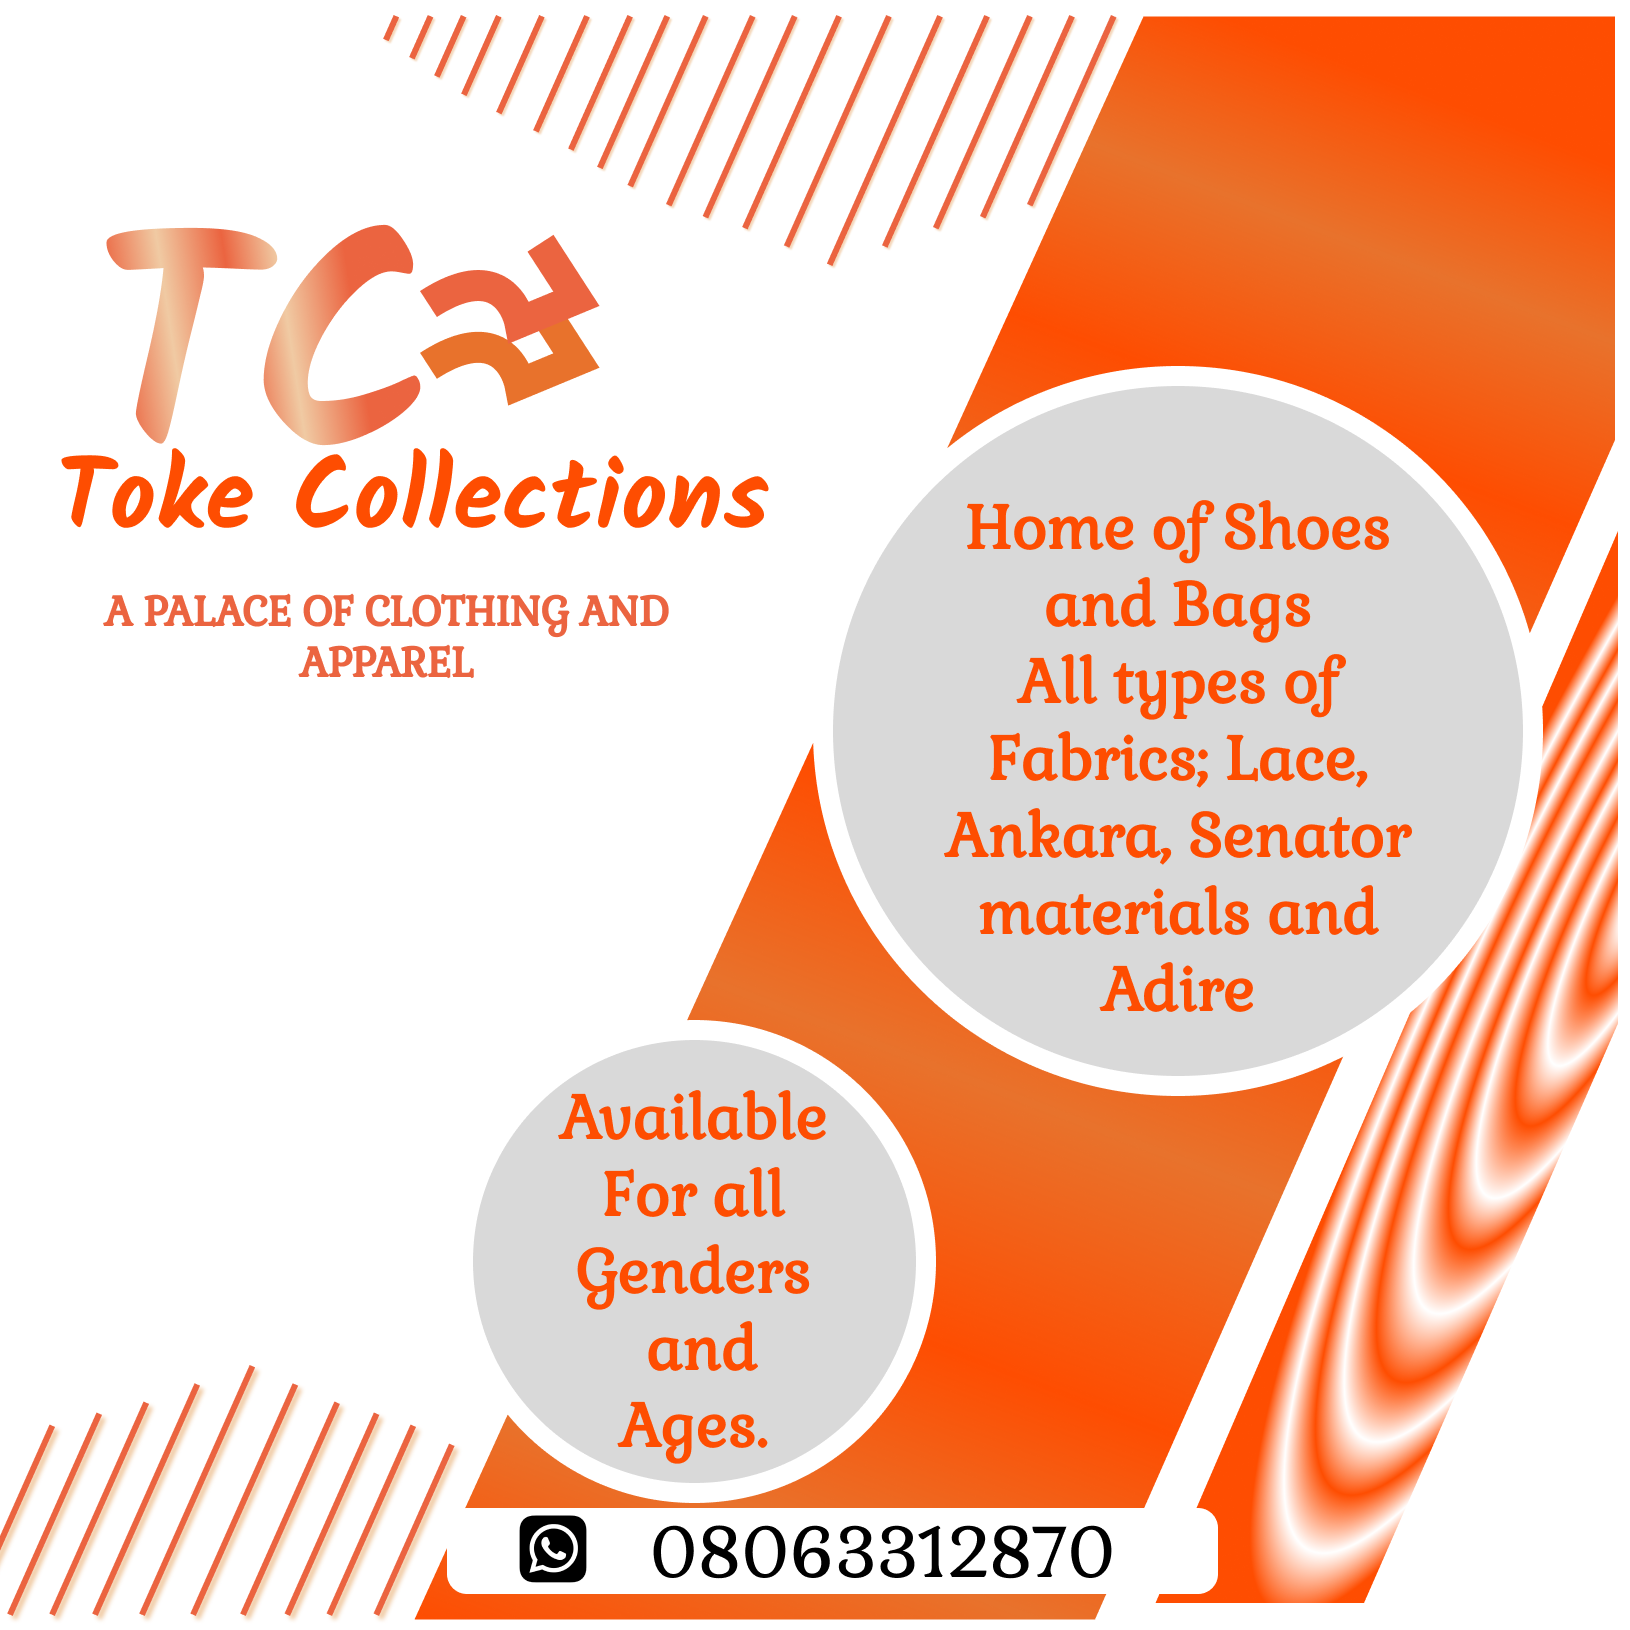 TC
Toke Collections
A PALACE OF CLOTHING AND
APPAREL
Home of Shoes
and Bags
All types of
Fabrics; Lace,
Ankara, Senator
materials and
Adire
Available
For all
Genders
and
Ages.
08063312870